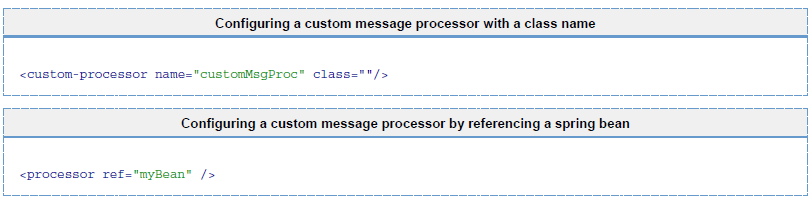 Configuring a custom message processor with a class name
<custom-processor name="customMsgProc" class=""/>
Configuring a custom message processor by referencing a spring bean
<processor ref="myBean" />